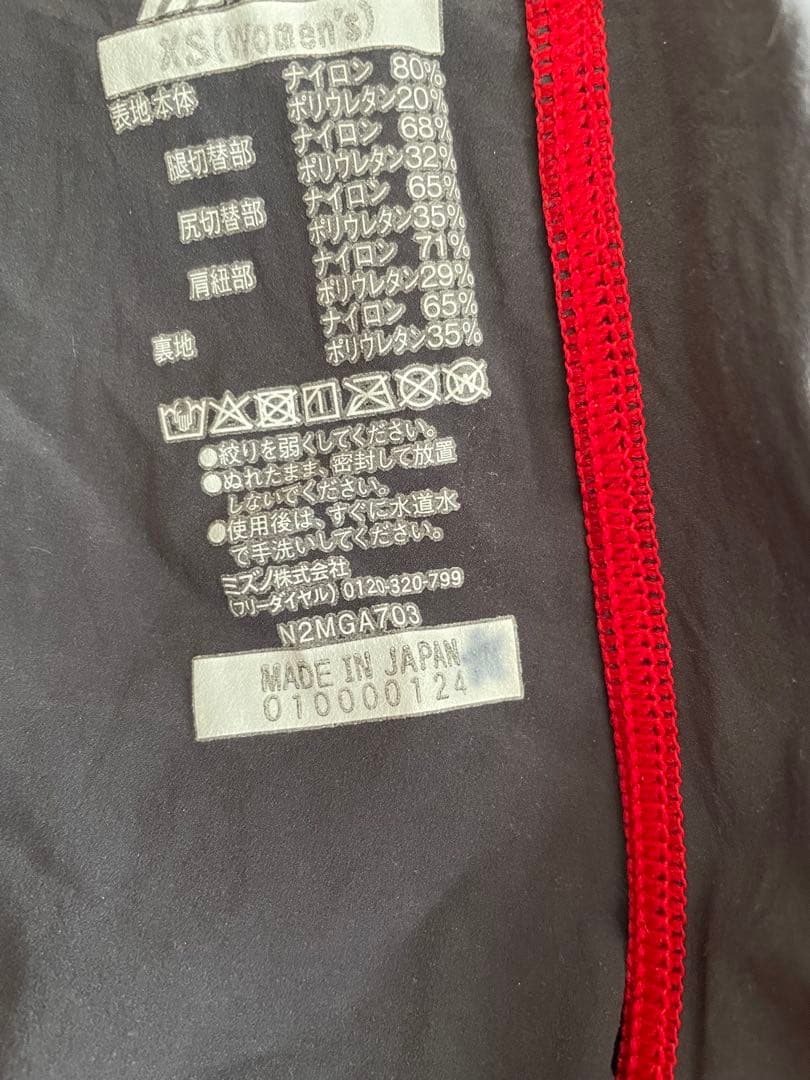 XS(Women's)
表地 本体 ナイロン 80%
ポリウレタン20%
腿切替部 ナイロン 68%
ポリウレタン32%
尻切替部 ナイロン 65%
ポリウレタン35%
肩紐部 ナイロン 71%
ポリウレタン29%
裏地 ナイロン 65%
ポリウレタン35%
●絞りを弱くしてください。
●ぬれたまま、密封して放置
しないでください。
●使用後は、すぐに水道水
で手洗いしてください。
ミズノ株式会社
(フリーダイヤル) 0120-320-799
N2MGA703
MADE IN JAPAN
010000124